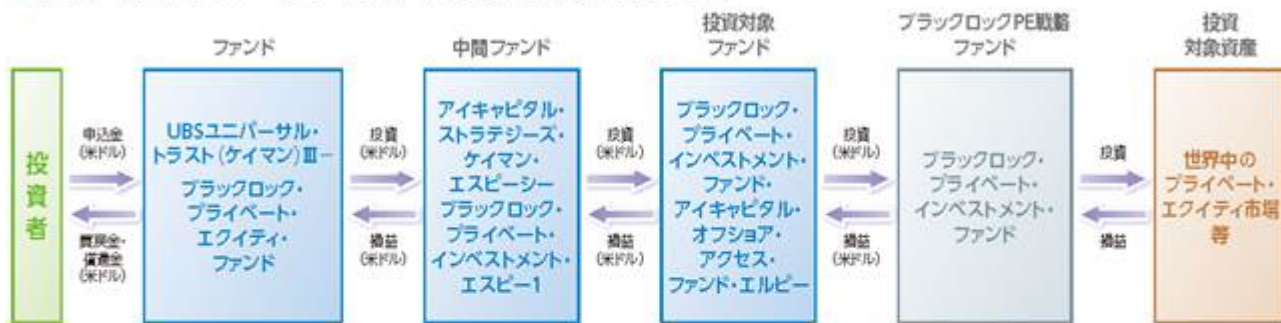 ファンド
中間ファンド
投資対象
ファンド
ブラックロックPE戦略
ファンド
投資
対象資産
投資者
申込金
(米ドル)
買戻金・
償還金
(米ドル)
UBSユニバーサル・
トラスト(ケイマン)Ⅲ－
ブラックロック・
プライベート・
エクイティ・
ファンド
投資
(米ドル)
損益
(米ドル)
アイキャピタル・
ストラテジーズ・
ケイマン・
エスピーシー
ブラックロック・
プライベート・
インベストメント・
エスピー1
投資
(米ドル)
損益
(米ドル)
ブラックロック・
プライベート・
インベストメント・
ファンド・
アイキャピタル・
オフショア・
アクセス・
ファンド・エルピー
投資
(米ドル)
損益
(米ドル)
ブラックロック・
プライベート・
インベストメント・
ファンド
投資
損益
世界中の
プライベート・
エクイティ市場
等